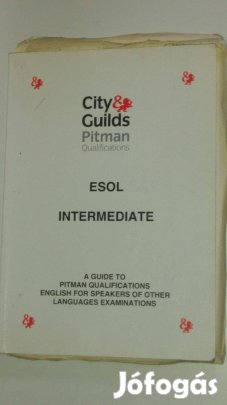 City &
Guilds
Pitman
Qualifications
ESOL
INTERMEDIATE
A GUIDE TO
PITMAN QUALIFICATIONS
ENGLISH FOR SPEAKERS OF OTHER
LANGUAGES EXAMINATIONS
Jófogás